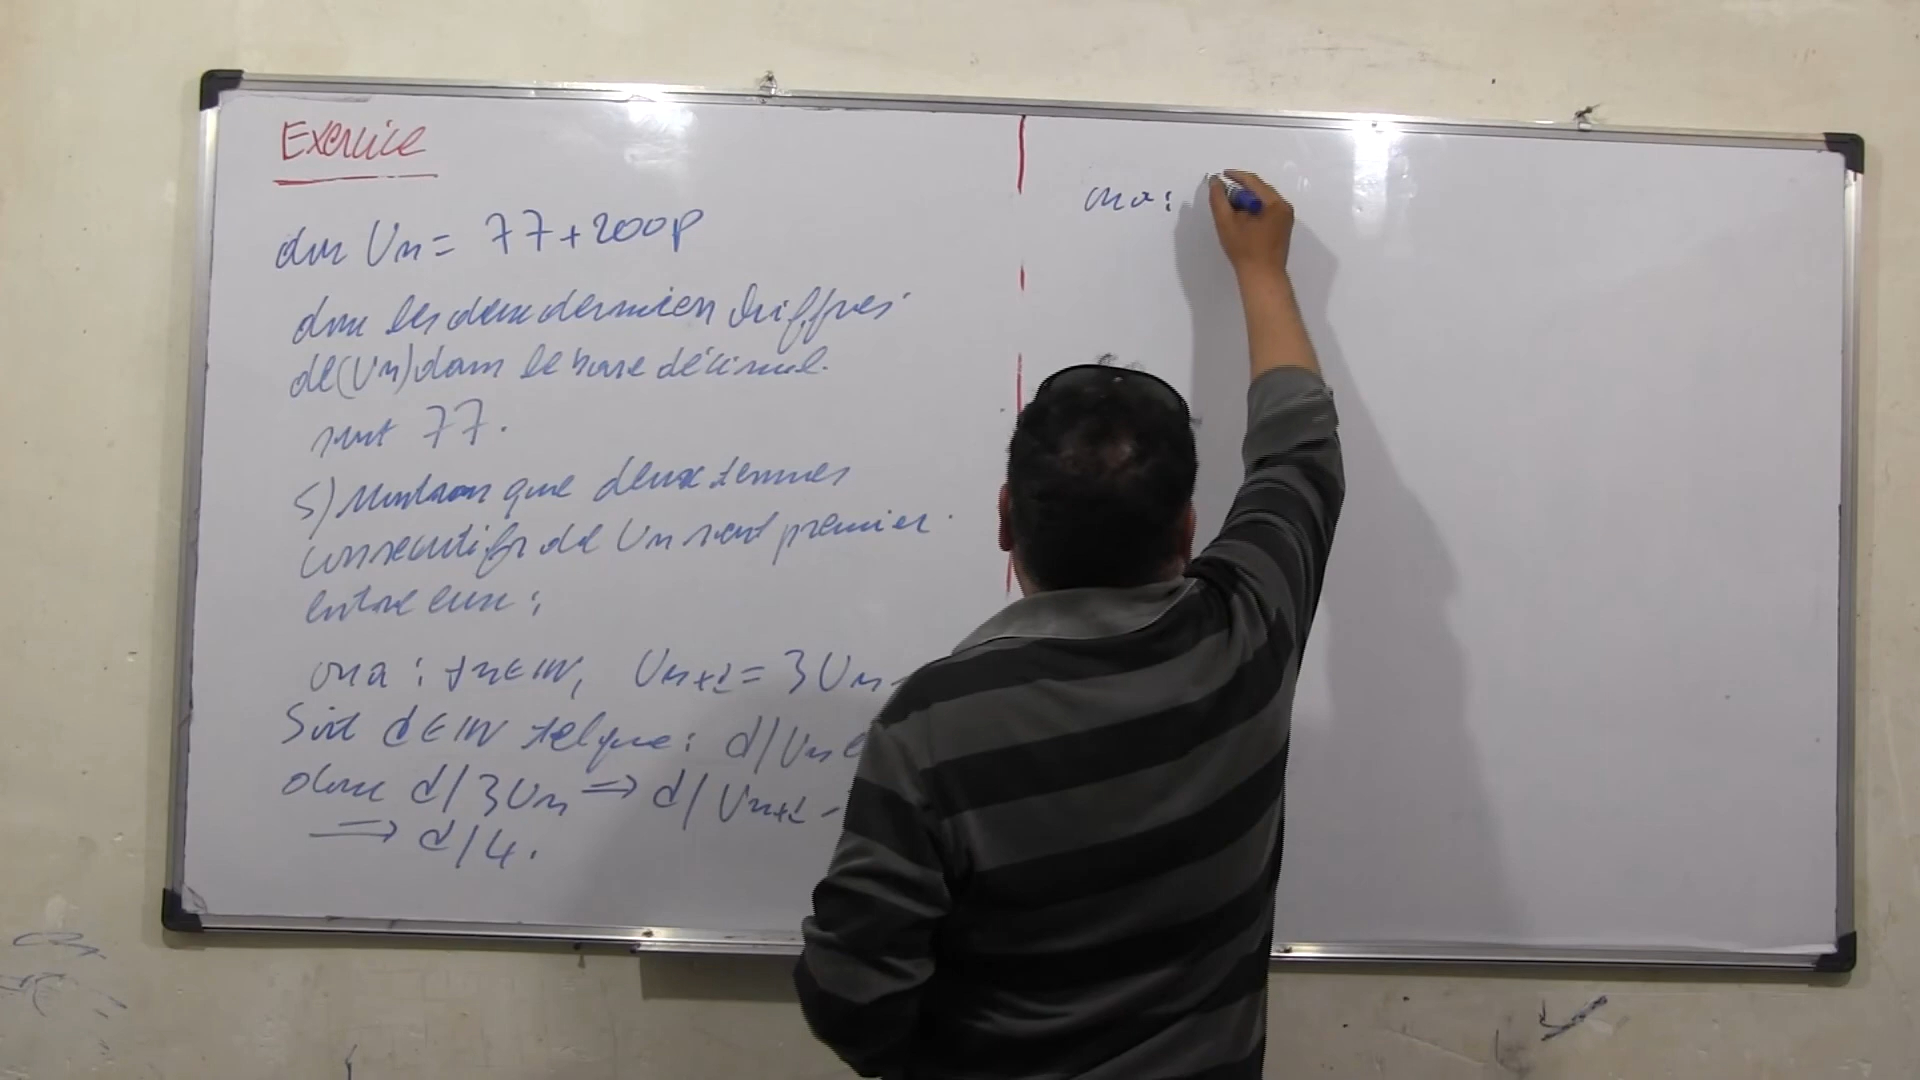 Exercice
donc Un = 77+200p
donc les deux derniers chiffres
de (Un) dans le base décimal.
sont 77.
5) Montrons que deux termes
consecutifs de Un sont premier
entre eux :
on a : ∀n∈IN, Un+1 = 3Un -
Soit d∈IN tel que : d/Un e
donc d/3Un ⇒ d/Un+1 -
⇒ d/4.
on a :